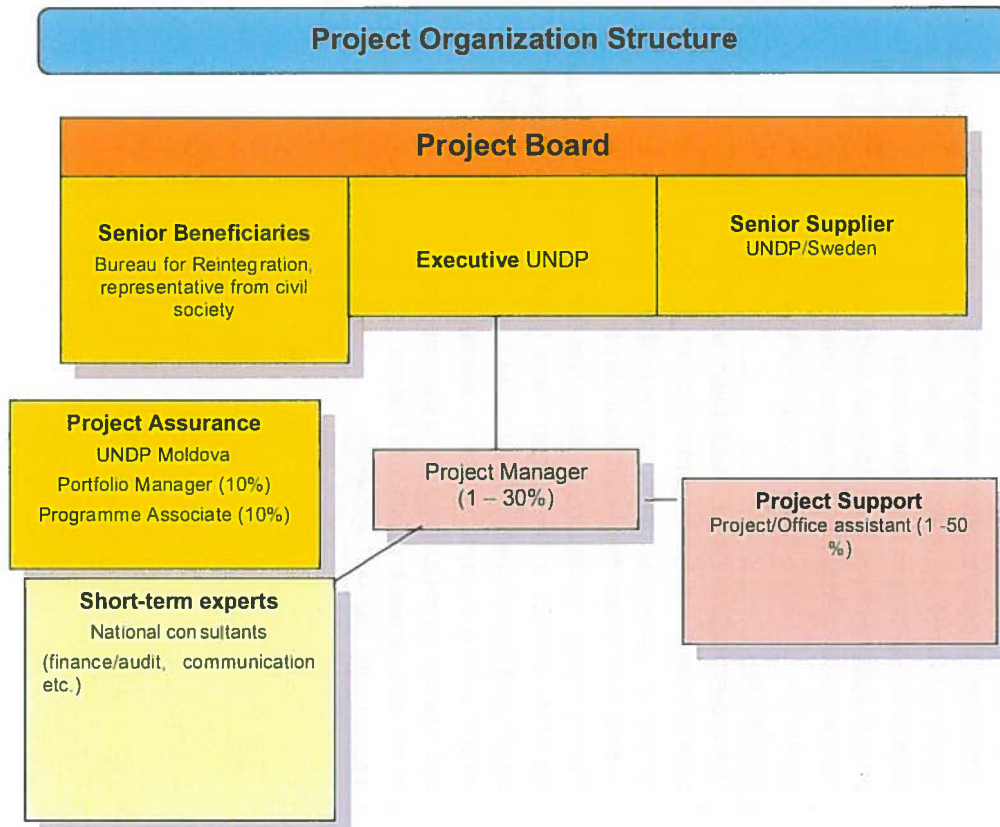 Project Organization Structure
Project Board
Senior Beneficiaries
Bureau for Reintegration,
representative from civil
society
Executive UNDP
Senior Supplier
UNDP/Sweden
Project Assurance
UNDP Moldova
Portfolio Manager (10%)
Programme Associate (10%)
Project Manager
(1 – 30%)
Project Support
Project/Office assistant (1 -50
%)
Short-term experts
National consultants
(finance/audit, communication
etc.)